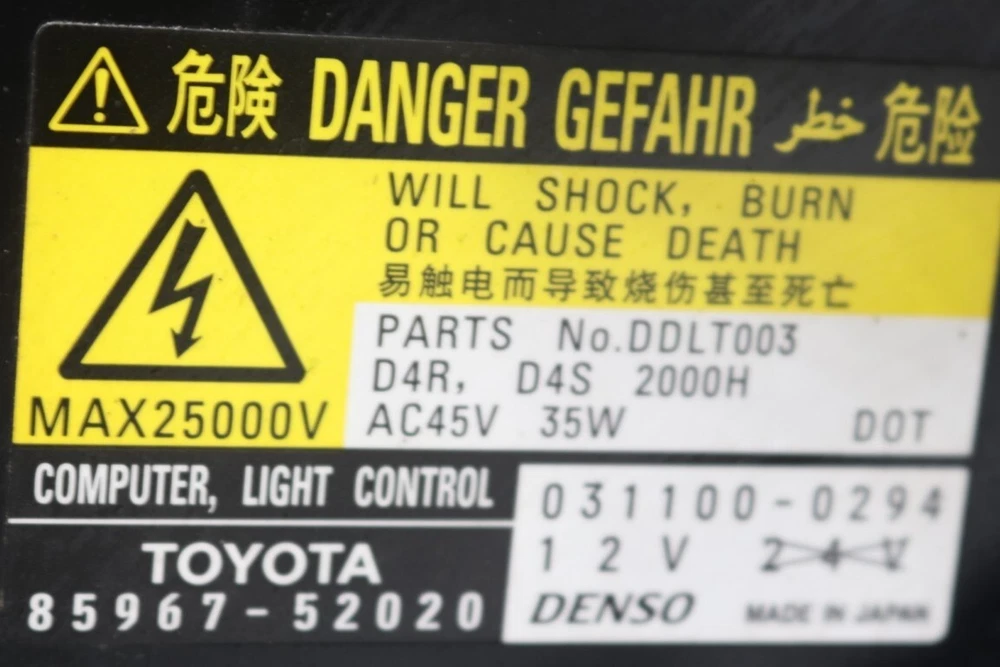 危険 DANGER GEFAHR خطر 危险
WILL SHOCK, BURN
OR CAUSE DEATH
易触电而导致烧伤甚至死亡
MAX25000V
PARTS No.DDLT003
D4R, D4S 2000H
AC45V 35W DOT
COMPUTER, LIGHT CONTROL
TOYOTA
85967-52020
031100-0294
12V 24V
DENSO MADE IN JAPAN